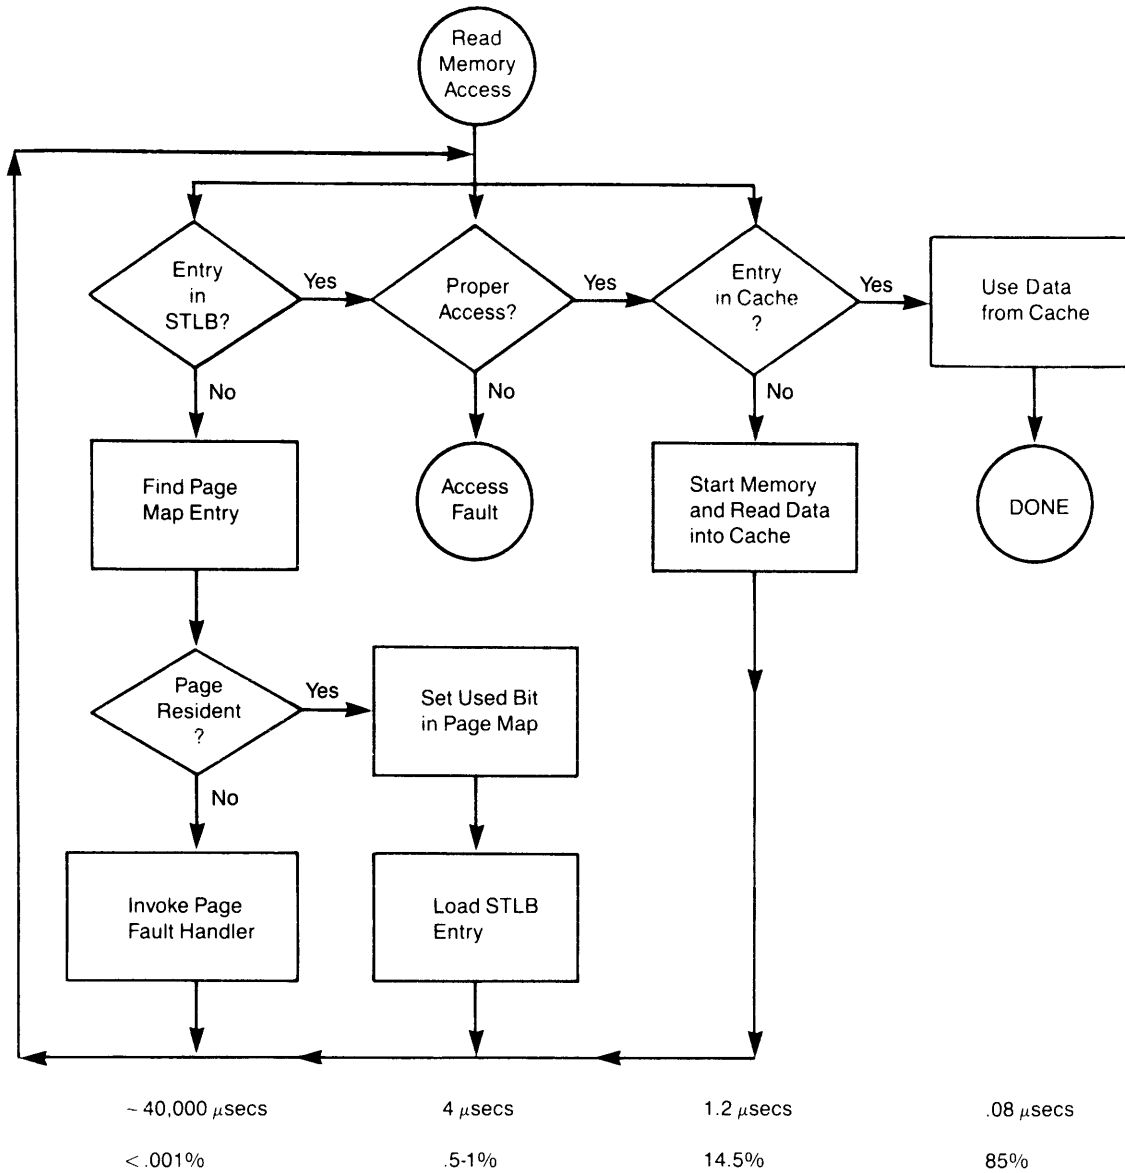 Read
Memory
Access
Entry
in
STLB?
Yes
No
Proper
Access?
Yes
No
Entry
in Cache
?
Yes
No
Use Data
from Cache
Find Page
Map Entry
Access
Fault
Start Memory
and Read Data
into Cache
DONE
Page
Resident
?
Yes
No
Set Used Bit
in Page Map
Invoke Page
Fault Handler
Load STLB
Entry
~ 40,000 μsecs
4 μsecs
1.2 μsecs
.08 μsecs
< .001%
.5-1%
14.5%
85%